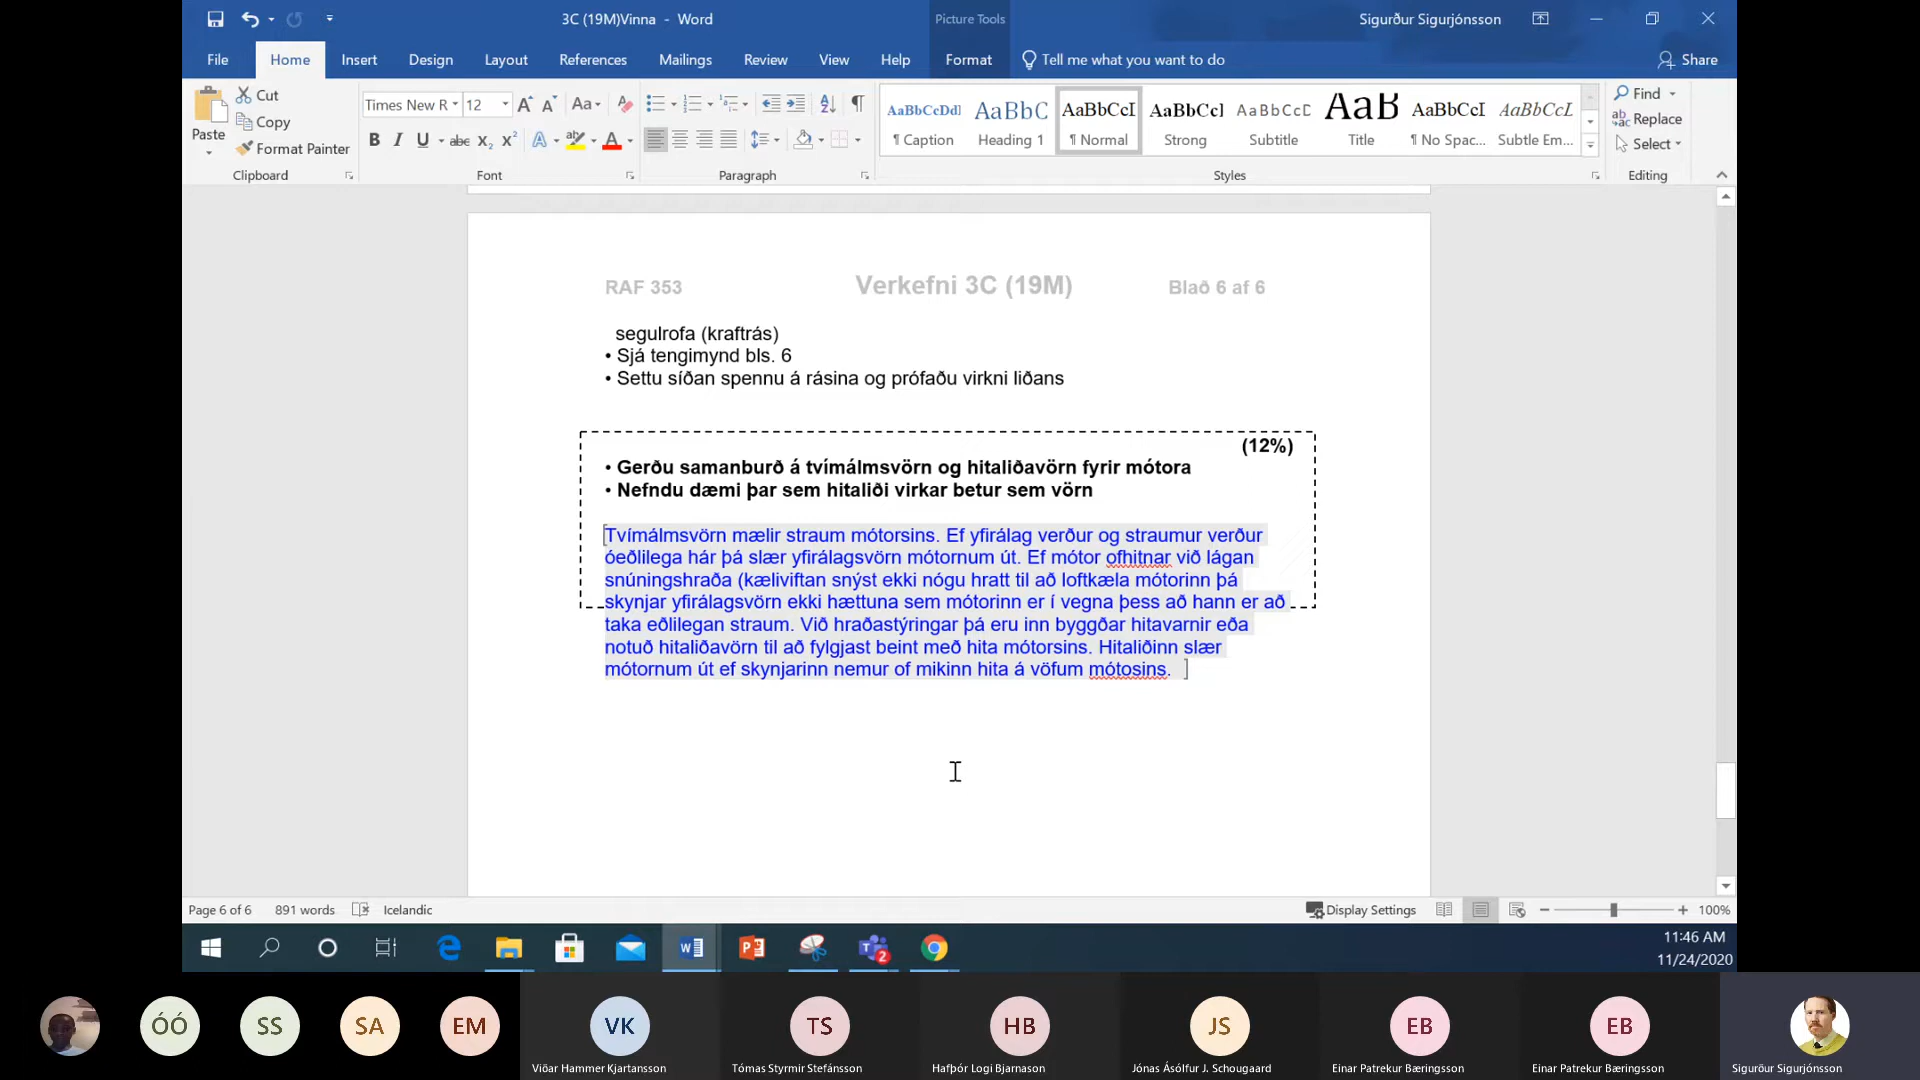 3C (19M)Vinna - Word
Picture Tools
Sigurður Sigurjónsson
File
Home
Insert
Design
Layout
References
Mailings
Review
View
Help
Format
Tell me what you want to do
Share
Paste
Cut
Copy
Format Painter
Times New R
12
Aa
AaBbCcDdI
AaBbC
AaBbCcI
AaBbCcI
AaBbCcD
AaB
AaBbCcI
AaBbCcL
¶ Caption
Heading 1
¶ Normal
Strong
Subtitle
Title
¶ No Spac...
Subtle Em...
Find
Replace
Select
Clipboard
Font
Paragraph
Styles
Editing
RAF 353
Verkefni 3C (19M)
Blað 6 af 6
segulrofa (kraftrás)
• Sjá tengimynd bls. 6
• Settu síðan spennu á rásina og prófaðu virkni liðans
(12%)
• Gerðu samanburð á tvímálmsvörn og hitaliðavörn fyrir mótora
• Nefndu dæmi þar sem hitaliði virkar betur sem vörn
Tvímálmsvörn mælir straum mótorsins. Ef yfirálag verður og straumur verður
óeðlilega hár þá slær yfirálagsvörn mótornum út. Ef mótor ofhitnar við lágan
snúningshraða (kæliviftan snýst ekki nógu hratt til að loftkæla mótorinn þá
skynjar yfirálagsvörn ekki hættuna sem mótorinn er í vegna þess að hann er að
taka eðlilegan straum. Við hraðastýringar þá eru inn byggðar hitavarnir eða
notuð hitaliðavörn til að fylgjast beint með hita mótorsins. Hitaliðinn slær
mótornum út ef skynjarinn nemur of mikinn hita á vöfum mótosins.
Page 6 of 6
891 words
Icelandic
Display Settings
100%
11:46 AM
11/24/2020
ÓÓ
SS
SA
EM
VK
TS
HB
JS
EB
EB
Viðar Hammer Kjartansson
Tómas Styrmir Stefánsson
Hafþór Logi Bjarnason
Jónas Ásólfur J. Schougaard
Einar Patrekur Bæringsson
Einar Patrekur Bæringsson
Sigurður Sigurjónsson